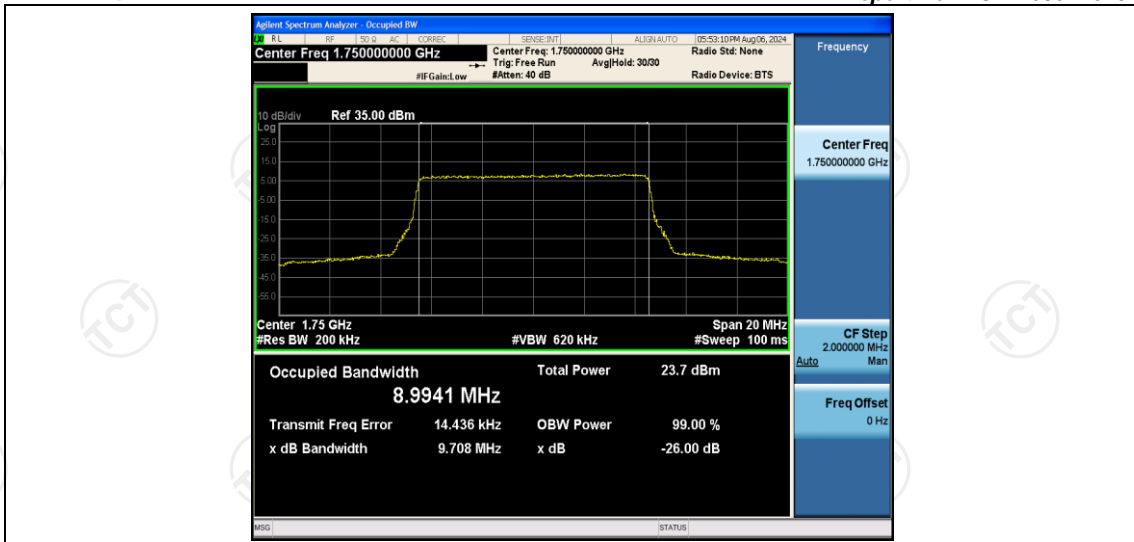 Agilent Spectrum Analyzer - Occupied BW
RL RF 50 Ω AC CORREC SENSE:INT ALIGN AUTO 05:53:10PM Aug06, 2024
Center Freq 1.750000000 GHz
Center Freq: 1.750000000 GHz Radio Std: None
Trig: Free Run Avg|Hold: 30/30
#IFGain:Low #Atten: 40 dB Radio Device: BTS
10 dB/div Ref 35.00 dBm
Log
25.0
15.0
5.00
-5.00
-15.0
-25.0
-35.0
-45.0
-55.0
Center 1.75 GHz Span 20 MHz
#Res BW 200 kHz #VBW 620 kHz #Sweep 100 ms
Occupied Bandwidth Total Power 23.7 dBm
8.9941 MHz
Transmit Freq Error 14.436 kHz OBW Power 99.00 %
x dB Bandwidth 9.708 MHz x dB -26.00 dB
MSG STATUS
Frequency
Center Freq
1.750000000 GHz
CF Step
2.000000 MHz
Auto Man
Freq Offset
0 Hz
TCT
TCT